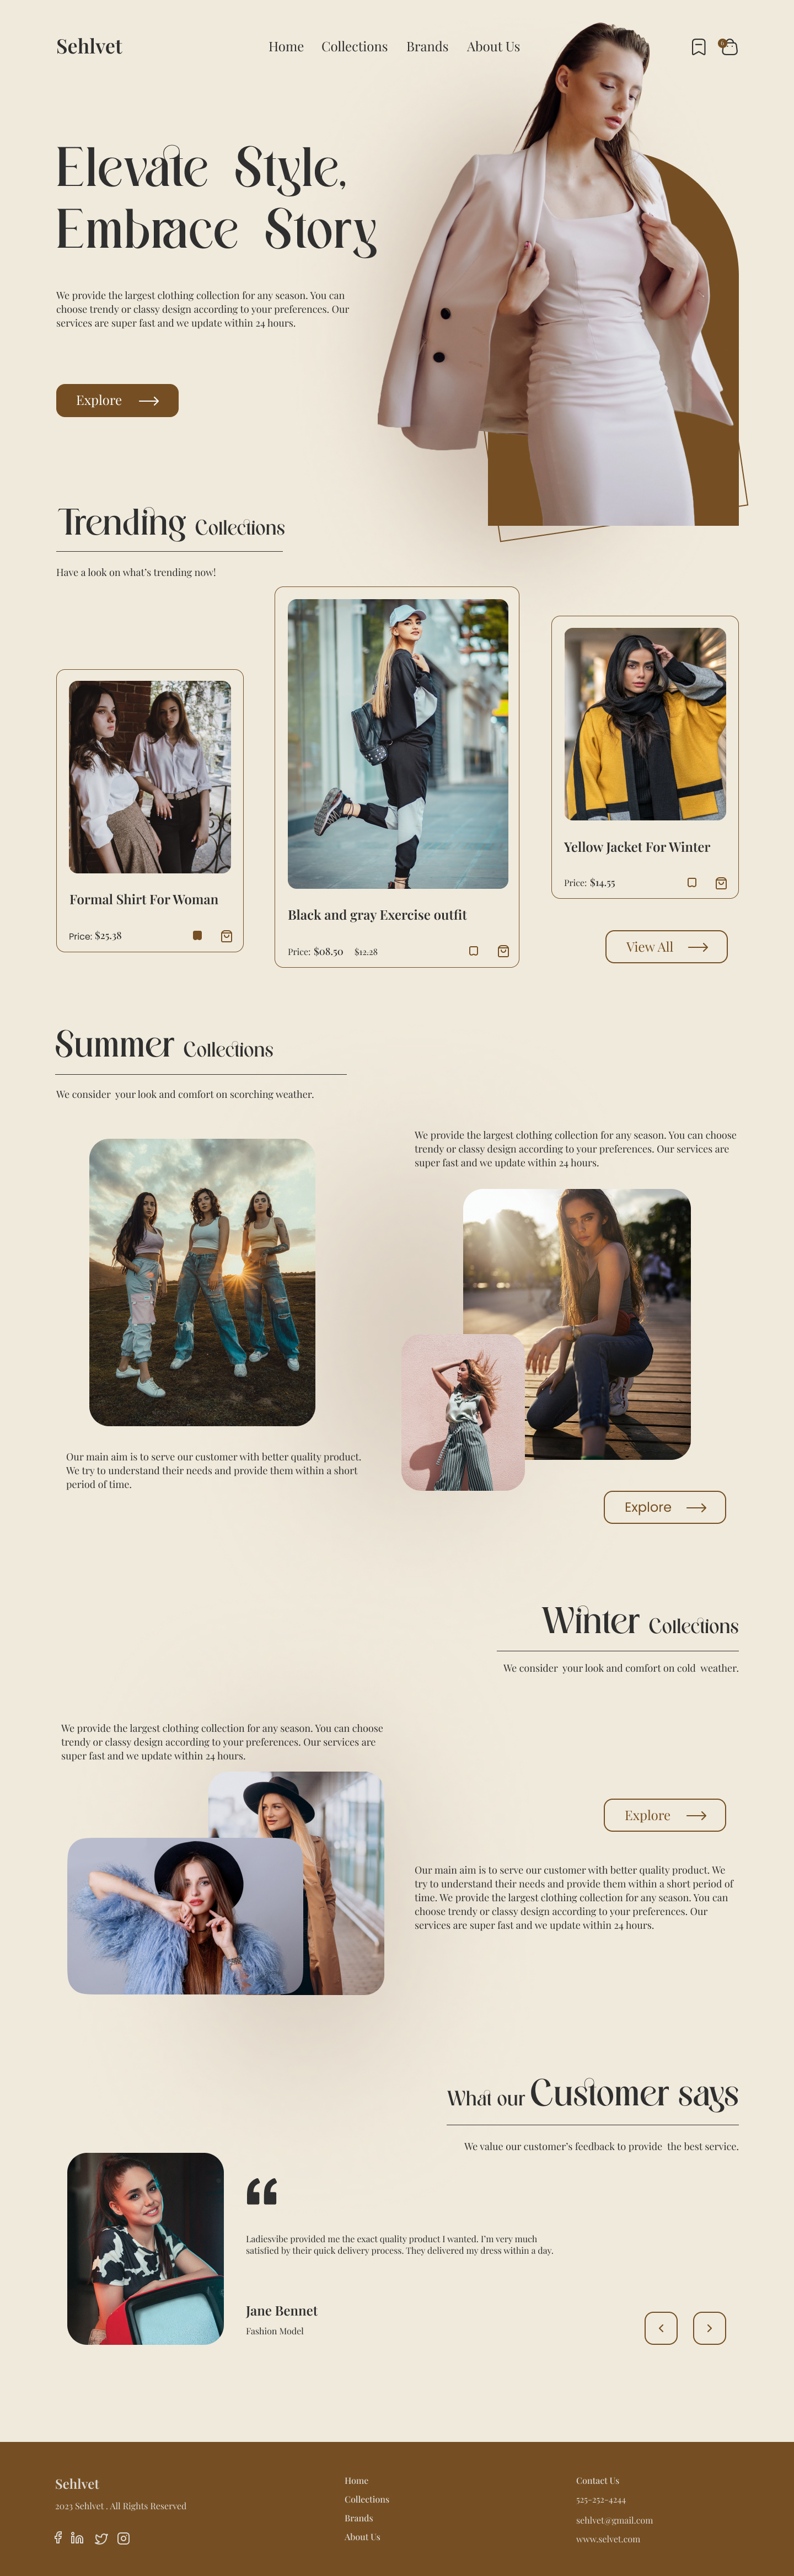 Sehlvet
Home Collections Brands About Us
0
Elevate Style,
Embrace Story
We provide the largest clothing collection for any season. You can
choose trendy or classy design according to your preferences. Our
services are super fast and we update within 24 hours.
Explore
Trending Collections
Have a look on what's trending now!
Formal Shirt For Woman
Price: $25.38
Black and gray Exercise outfit
Price: $08.50 $12.28
Yellow Jacket For Winter
Price: $14.55
View All
Summer Collections
We consider your look and comfort on scorching weather.
We provide the largest clothing collection for any season. You can choose
trendy or classy design according to your preferences. Our services are
super fast and we update within 24 hours.
Our main aim is to serve our customer with better quality product.
We try to understand their needs and provide them within a short
period of time.
Explore
Winter Collections
We consider your look and comfort on cold weather.
We provide the largest clothing collection for any season. You can choose
trendy or classy design according to your preferences. Our services are
super fast and we update within 24 hours.
Explore
Our main aim is to serve our customer with better quality product. We
try to understand their needs and provide them within a short period of
time. We provide the largest clothing collection for any season. You can
choose trendy or classy design according to your preferences. Our
services are super fast and we update within 24 hours.
What our Customer says
We value our customer's feedback to provide the best service.
“
Ladiesvibe provided me the exact quality product I wanted. I'm very much
satisfied by their quick delivery process. They delivered my dress within a day.
Jane Bennet
Fashion Model
Sehlvet
2023 Sehlvet . All Rights Reserved
Home
Collections
Brands
About Us
Contact Us
525-252-4244
sehlvet@gmail.com
www.selvet.com